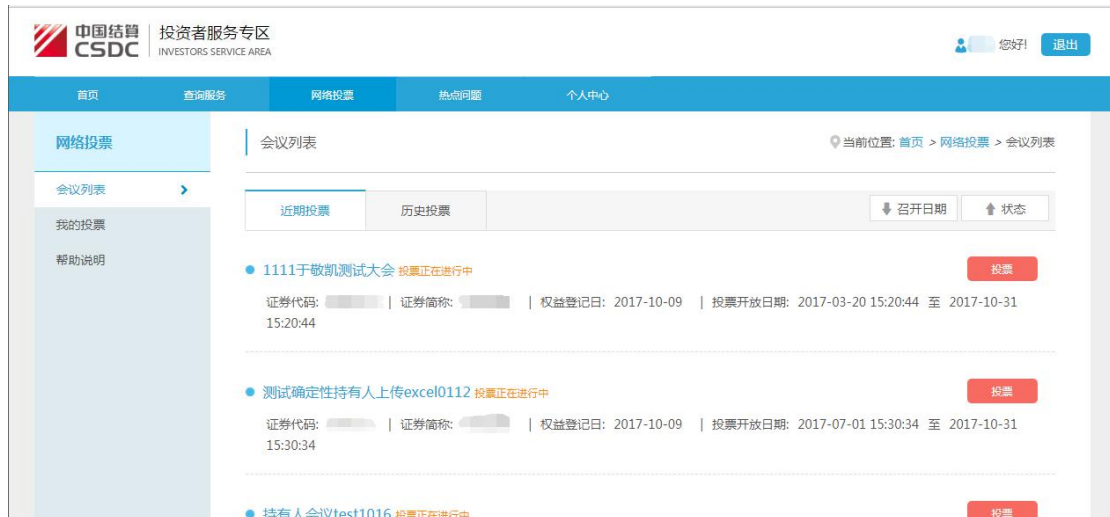 中国结算
CSDC
投资者服务专区
INVESTORS SERVICE AREA
您好!
退出
首页 查询服务 网络投票 热点问题 个人中心
网络投票
会议列表
我的投票
帮助说明
会议列表
当前位置: 首页 > 网络投票 > 会议列表
近期投票 历史投票
召开日期 状态
1111于敬凯测试大会 投票正在进行中
投票
证券代码: | 证券简称: | 权益登记日: 2017-10-09 | 投票开放日期: 2017-03-20 15:20:44 至 2017-10-31
15:20:44
测试确定性持有人上传excel0112 投票正在进行中
投票
证券代码: | 证券简称: | 权益登记日: 2017-10-09 | 投票开放日期: 2017-07-01 15:30:34 至 2017-10-31
15:30:34
持有人会议test1016 投票正在进行中
投票